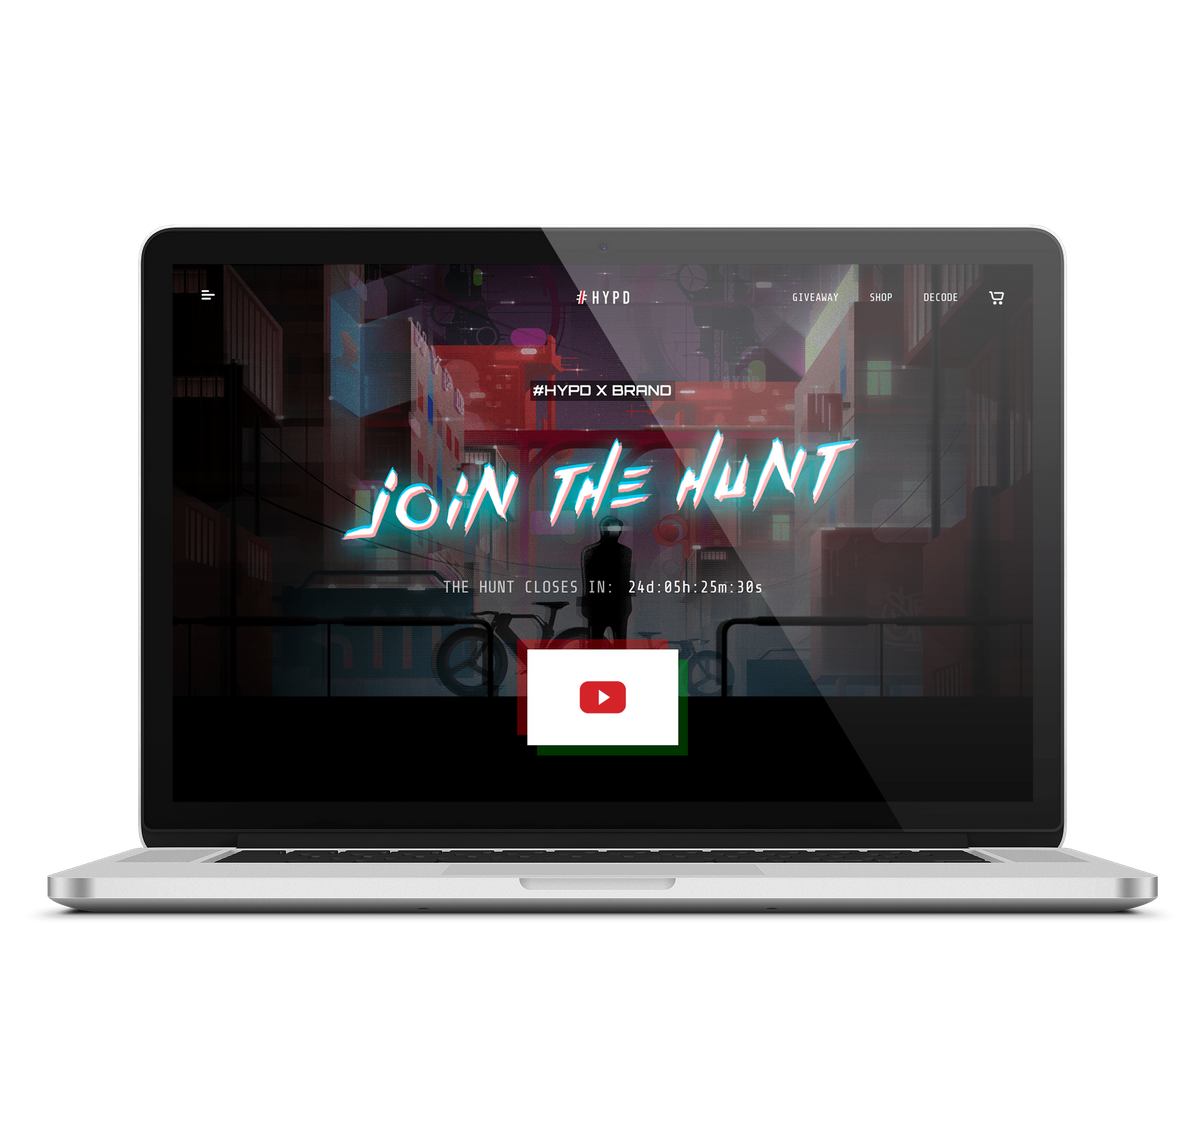 #HYPD
GIVEAWAY SHOP DECODE
#HYPD X BRAND
JOiN THE HuNT
THE HUNT CLOSES IN: 24d:05h:25m:30s